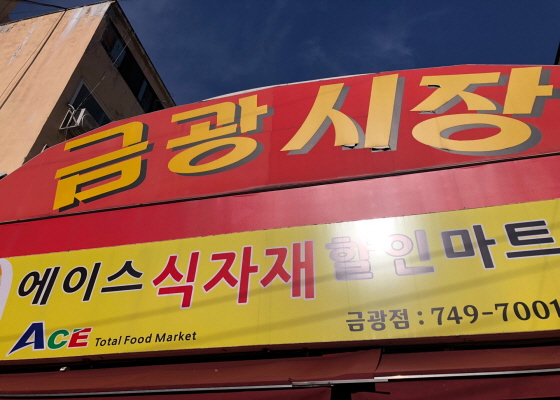 금광시장
에이스 식자재 할인마트
ACE Total Food Market
금광점 : 749-7001